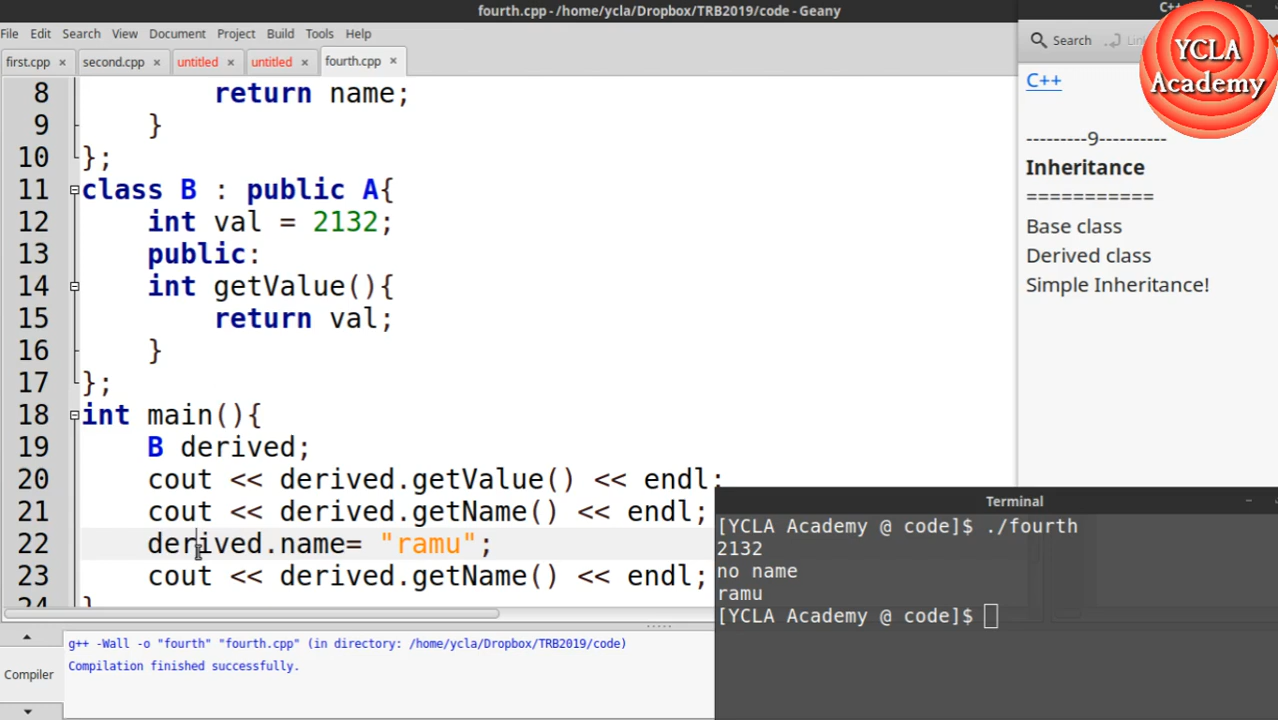 fourth.cpp - /home/ycla/Dropbox/TRB2019/code - Geany
File Edit Search View Document Project Build Tools Help
first.cpp × second.cpp × untitled × untitled × fourth.cpp ×
8 return name;
9 }
10 };
11 class B : public A{
12 int val = 2132;
13 public:
14 int getValue(){
15 return val;
16 }
17 };
18 int main(){
19 B derived;
20 cout << derived.getValue() << endl;
21 cout << derived.getName() << endl;
22 derived.name= "ramu";
23 cout << derived.getName() << endl;
24 }
Compiler
g++ -Wall -o "fourth" "fourth.cpp" (in directory: /home/ycla/Dropbox/TRB2019/code)
Compilation finished successfully.
Search
C++
---------9----------
Inheritance
===========
Base class
Derived class
Simple Inheritance!
YCLA
Academy
Terminal
[YCLA Academy @ code]$ ./fourth
2132
no name
ramu
[YCLA Academy @ code]$